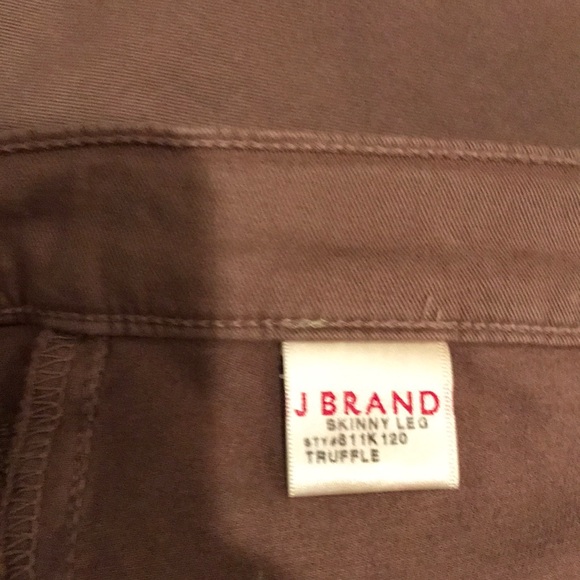 J BRAND
SKINNY LEG
STY#811K120
TRUFFLE